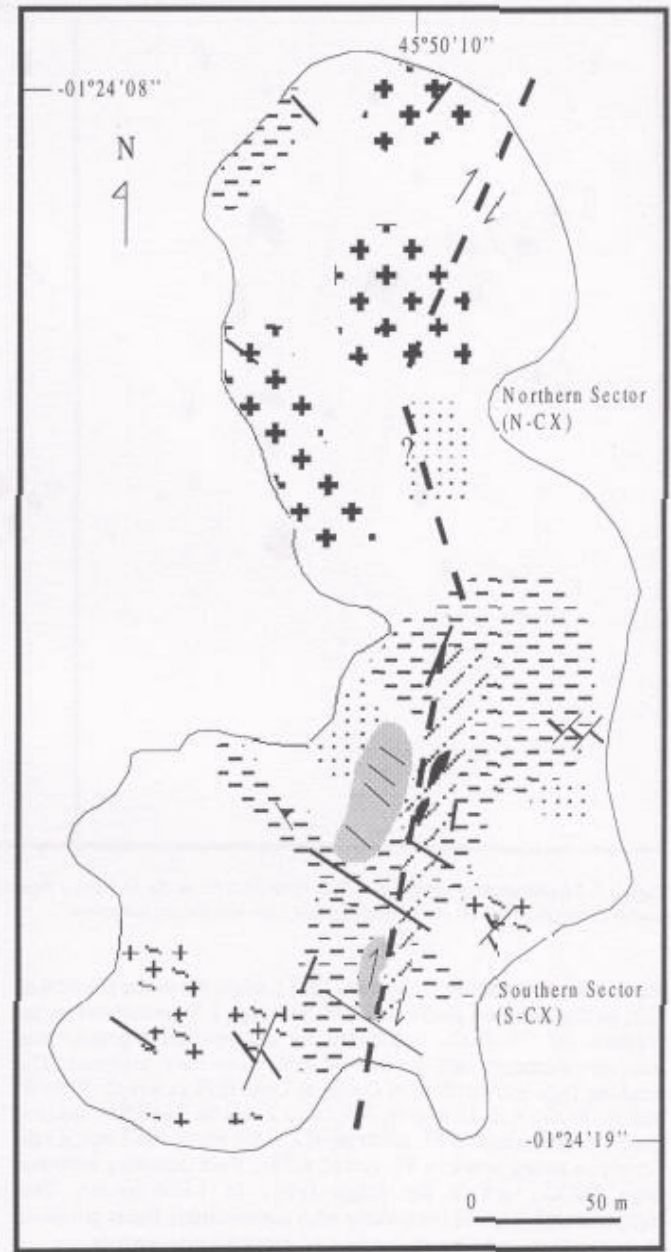 45°50'10''
-01°24'08''
N
Northern Sector
(N-CX)
?
Southern Sector
(S-CX)
-01°24'19''
0 50 m